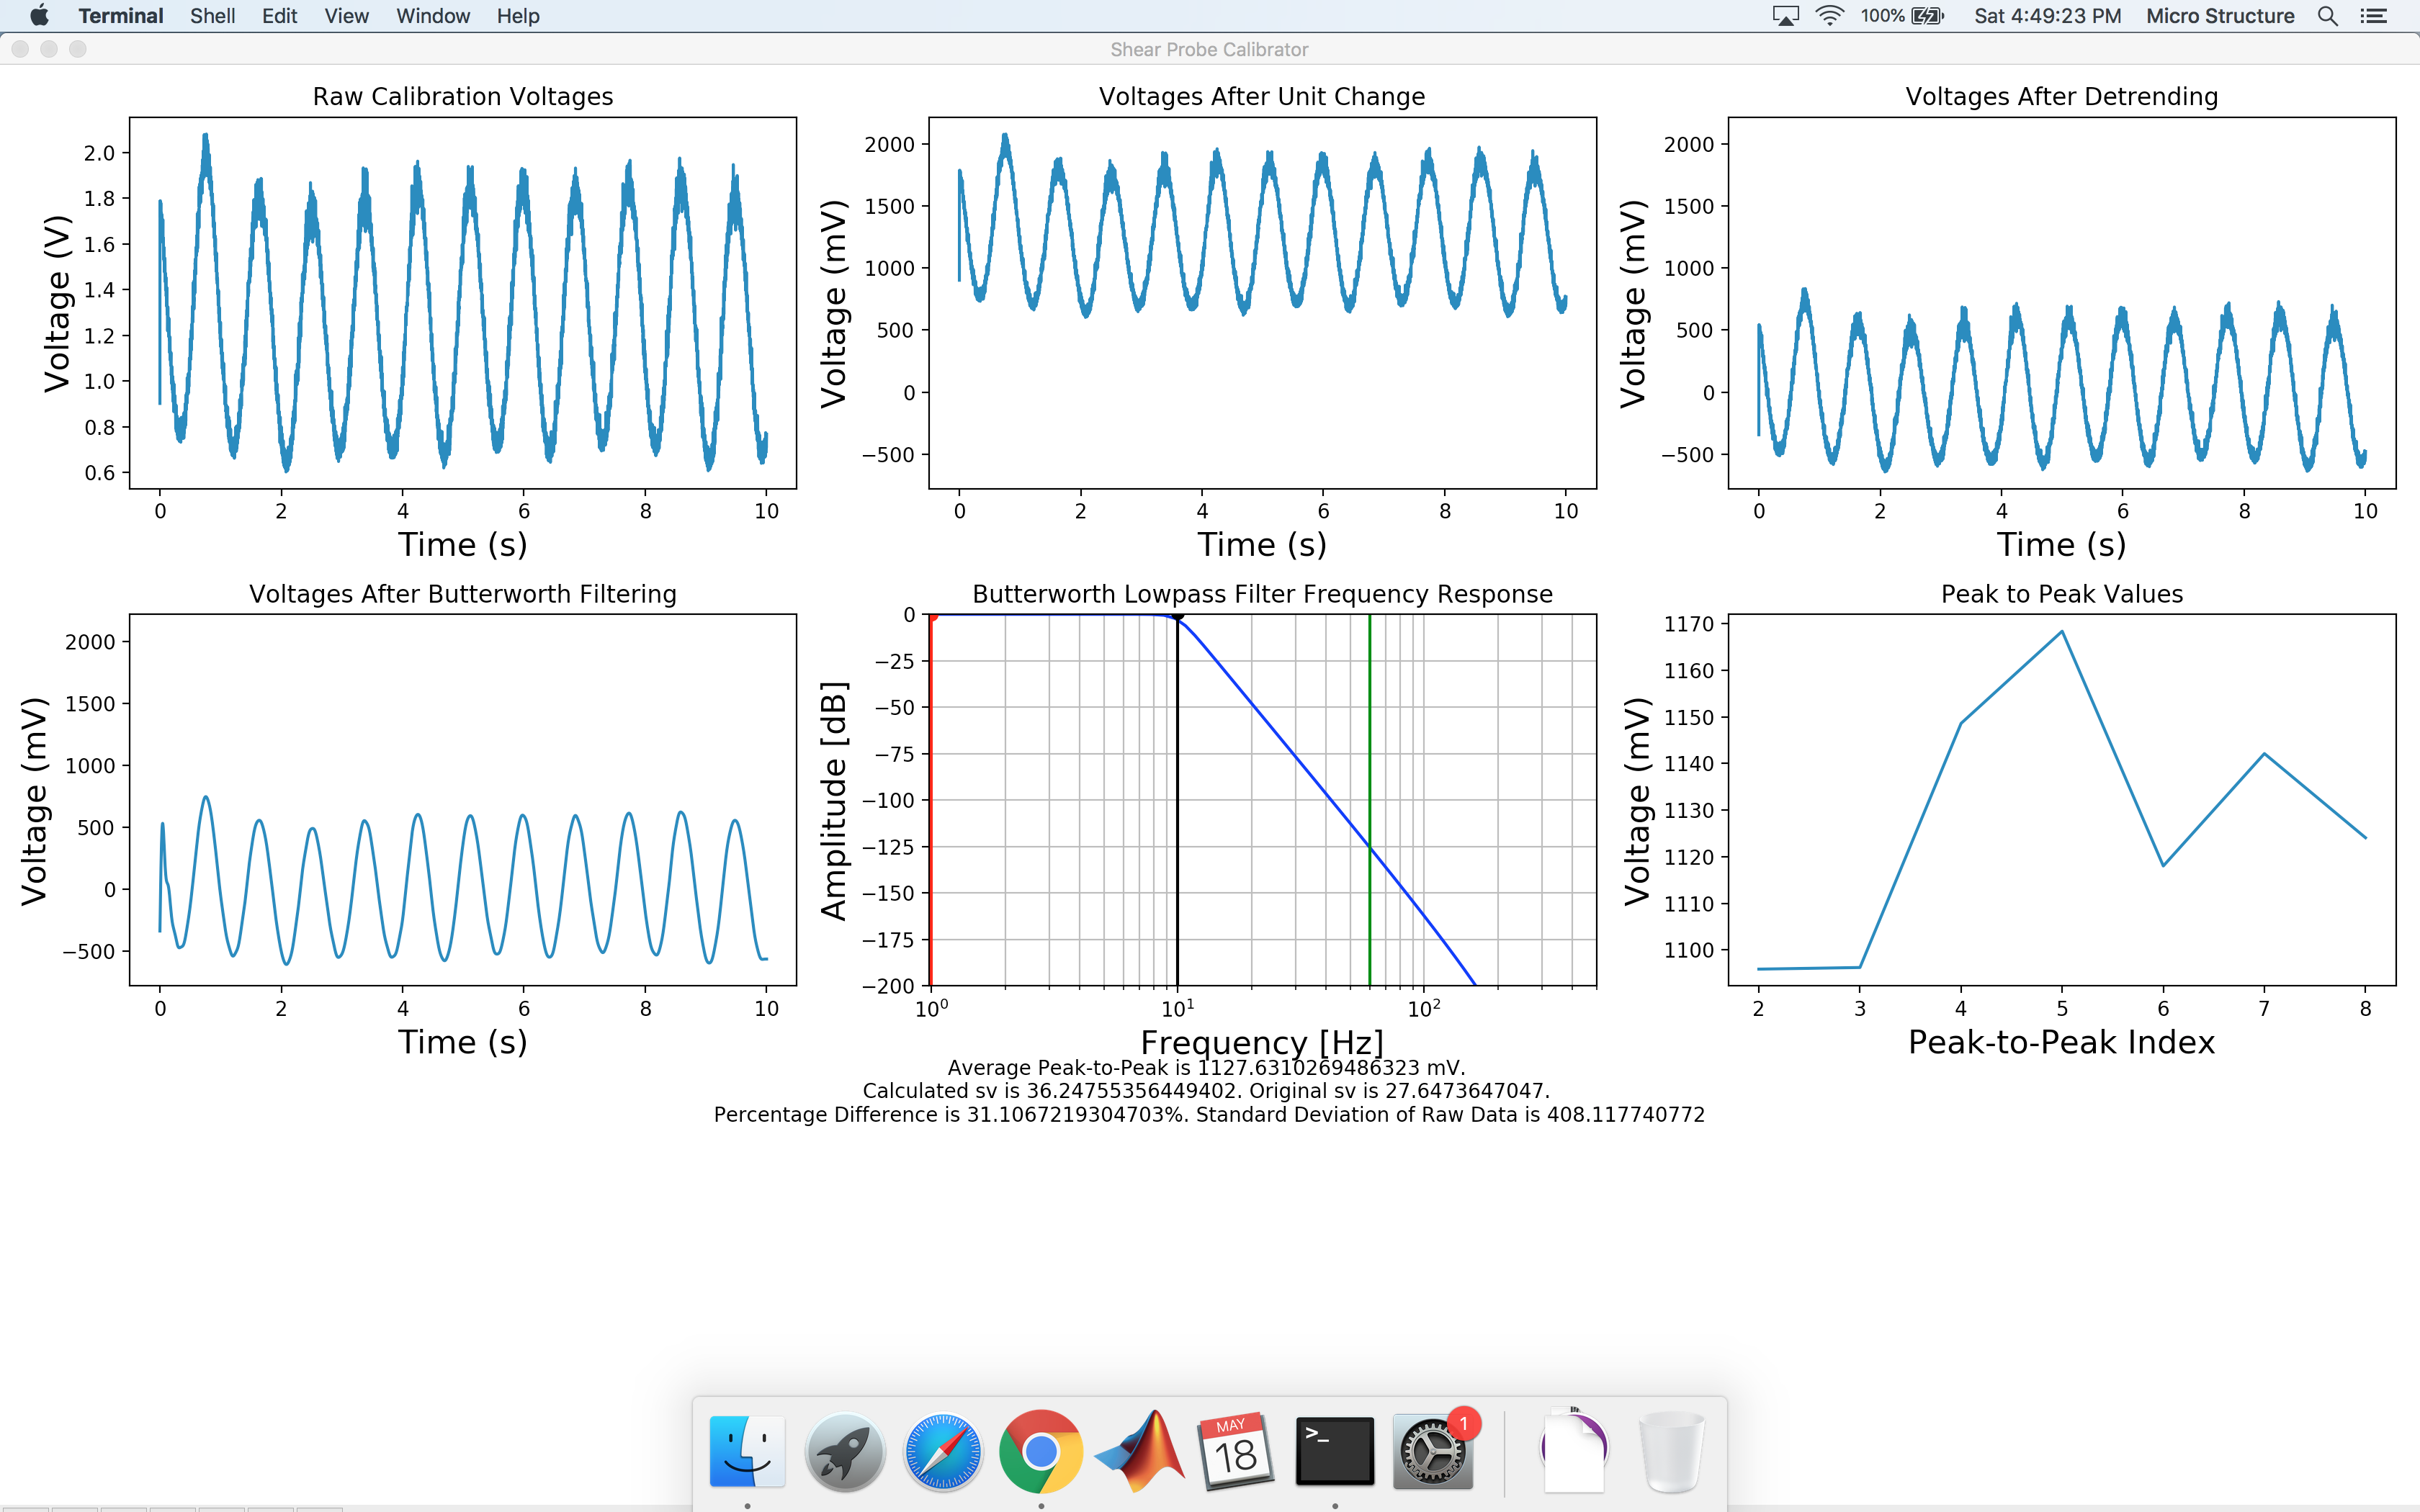 Terminal Shell Edit View Window Help 100% Sat 4:49:23 PM Micro Structure
Shear Probe Calibrator
Raw Calibration Voltages
Voltage (V)
2.0
1.8
1.6
1.4
1.2
1.0
0.8
0.6
0 2 4 6 8 10
Time (s)
Voltages After Unit Change
Voltage (mV)
2000
1500
1000
500
0
−500
0 2 4 6 8 10
Time (s)
Voltages After Detrending
Voltage (mV)
2000
1500
1000
500
0
−500
0 2 4 6 8 10
Time (s)
Voltages After Butterworth Filtering
Voltage (mV)
2000
1500
1000
500
0
−500
0 2 4 6 8 10
Time (s)
Butterworth Lowpass Filter Frequency Response
Amplitude [dB]
0
−25
−50
−75
−100
−125
−150
−175
−200
10⁰ 10¹ 10²
Frequency [Hz]
Peak to Peak Values
Voltage (mV)
1170
1160
1150
1140
1130
1120
1110
1100
2 3 4 5 6 7 8
Peak-to-Peak Index
Average Peak-to-Peak is 1127.6310269486323 mV.
Calculated sv is 36.24755356449402. Original sv is 27.6473647047.
Percentage Difference is 31.1067219304703%. Standard Deviation of Raw Data is 408.117740772
MAY
18
>_
1